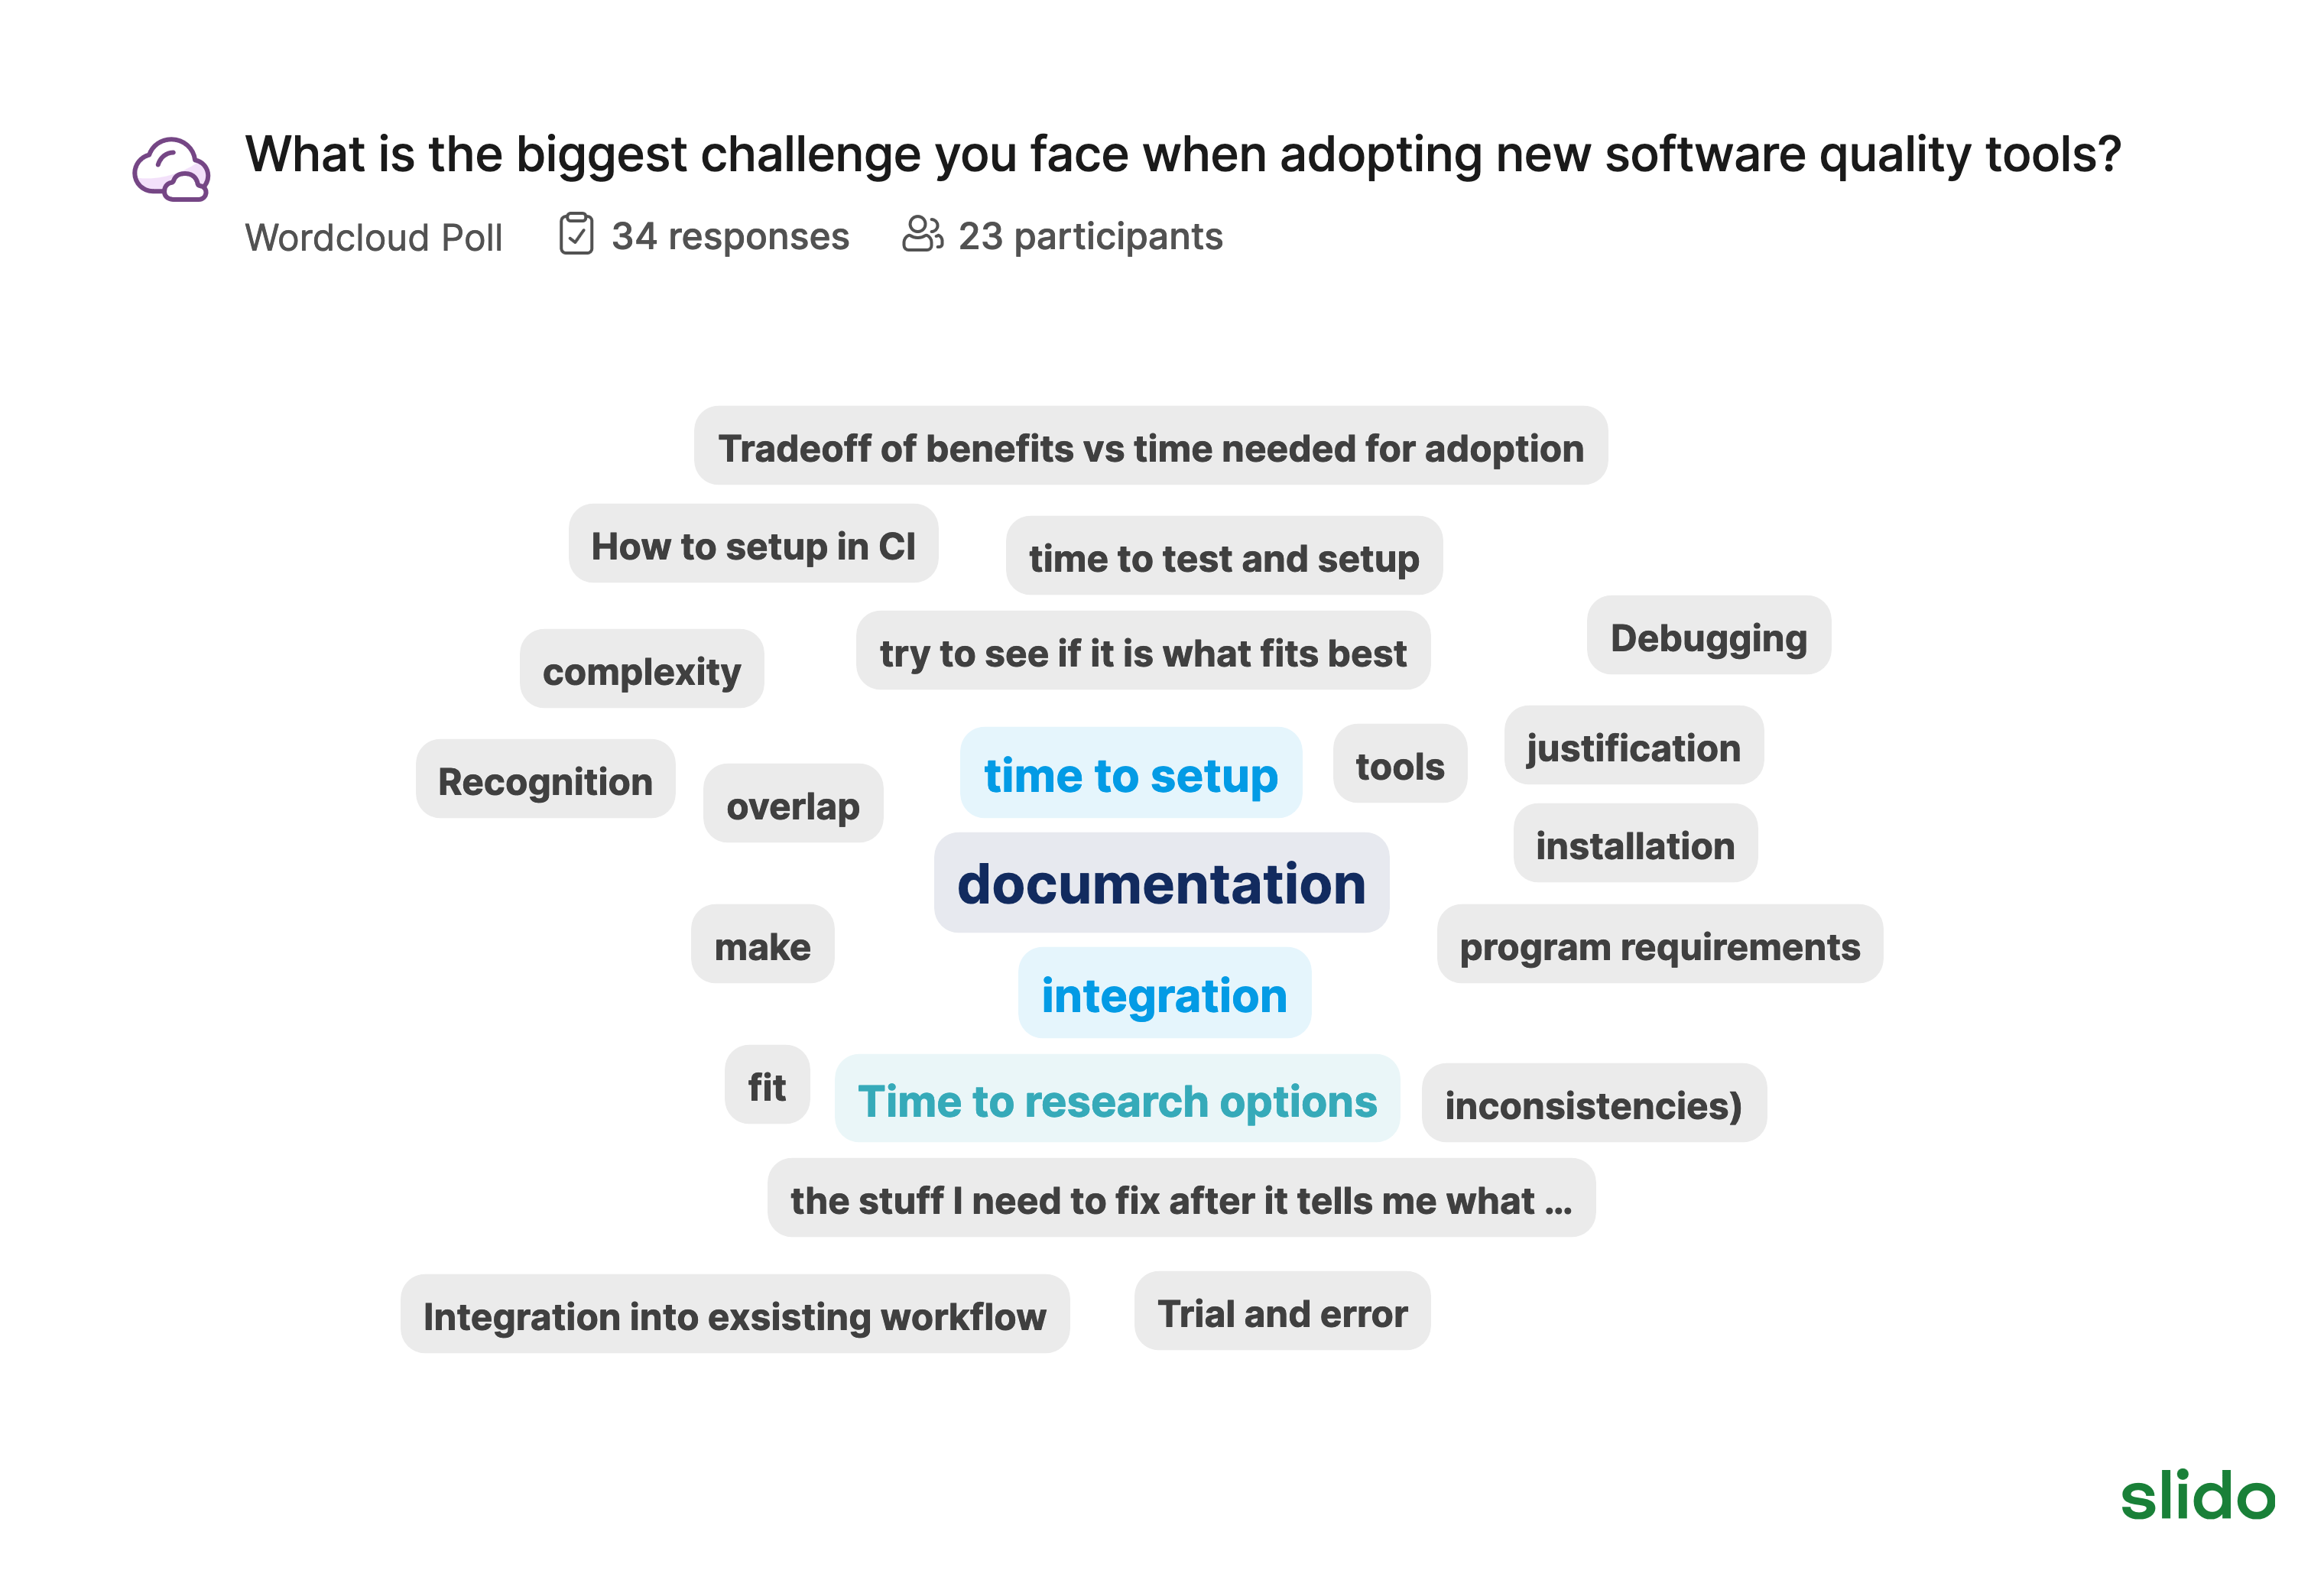 What is the biggest challenge you face when adopting new software quality tools?
Wordcloud Poll 34 responses 23 participants
Tradeoff of benefits vs time needed for adoption
How to setup in CI
time to test and setup
Debugging
complexity
try to see if it is what fits best
Recognition
overlap
time to setup
tools
justification
installation
documentation
make
program requirements
integration
fit
Time to research options
inconsistencies)
the stuff I need to fix after it tells me what ...
Integration into exsisting workflow
Trial and error
slido